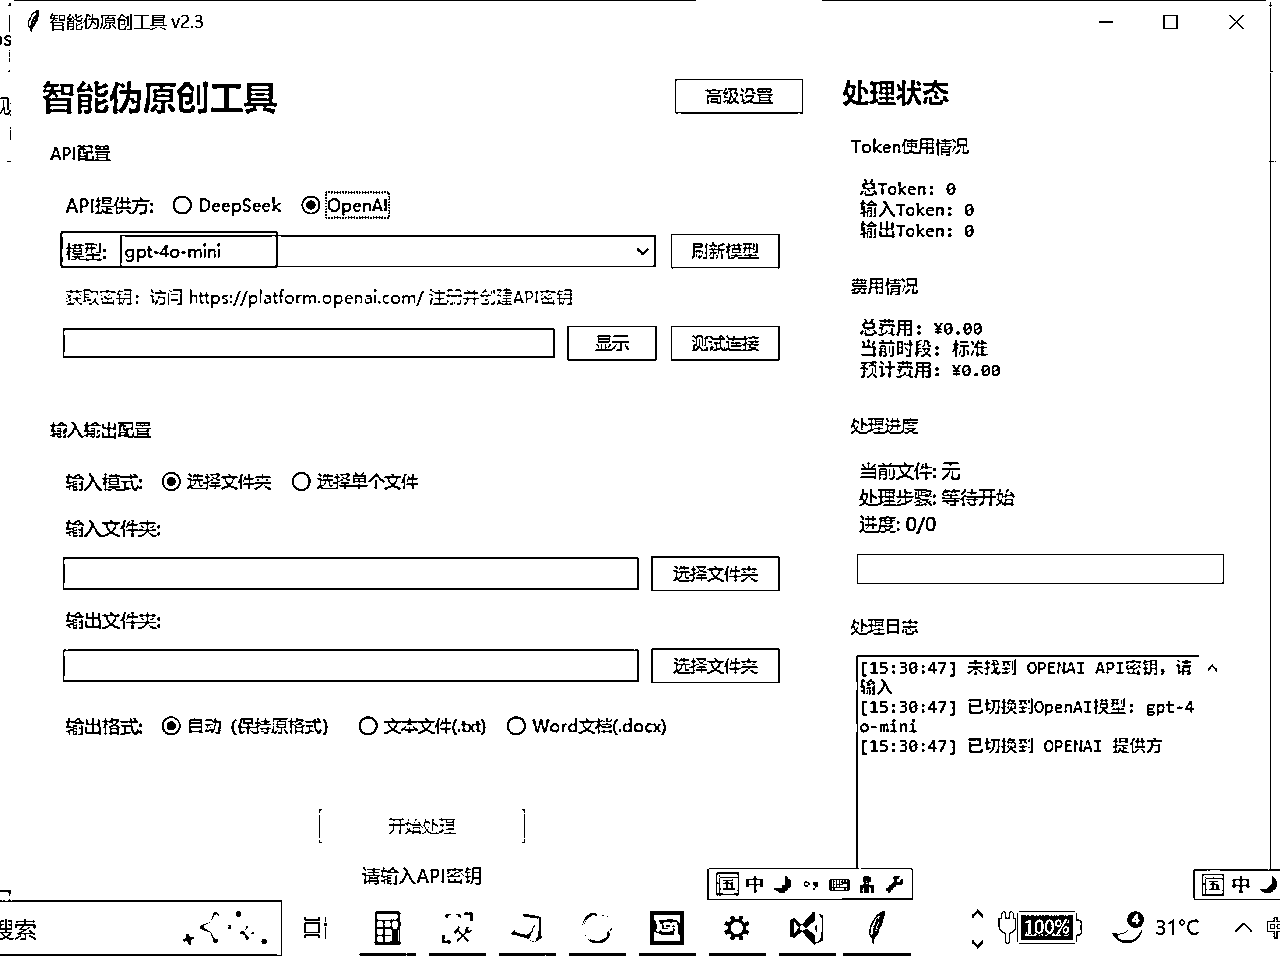 智能伪原创工具 v2.3
智能伪原创工具
高级设置
API配置
API提供方: DeepSeek OpenAI
模型: gpt-4o-mini
刷新模型
获取密钥：访问 https://platform.openai.com/ 注册并创建API密钥
显示
测试连接
输入输出配置
输入模式: 选择文件夹 选择单个文件
输入文件夹:
选择文件夹
输出文件夹:
选择文件夹
输出格式: 自动（保持原格式） 文本文件(.txt) Word文档(.docx)
开始处理
请输入API密钥
处理状态
Token使用情况
总Token: 0
输入Token: 0
输出Token: 0
费用情况
总费用: ¥0.00
当前时段: 标准
预计费用: ¥0.00
处理进度
当前文件: 无
处理步骤: 等待开始
进度: 0/0
处理日志
[15:30:47] 未找到 OPENAI API密钥，请
输入
[15:30:47] 已切换到OpenAI模型: gpt-4
o-mini
[15:30:47] 已切换到 OPENAI 提供方
五 中
五 中
搜索
100%
4
31°C